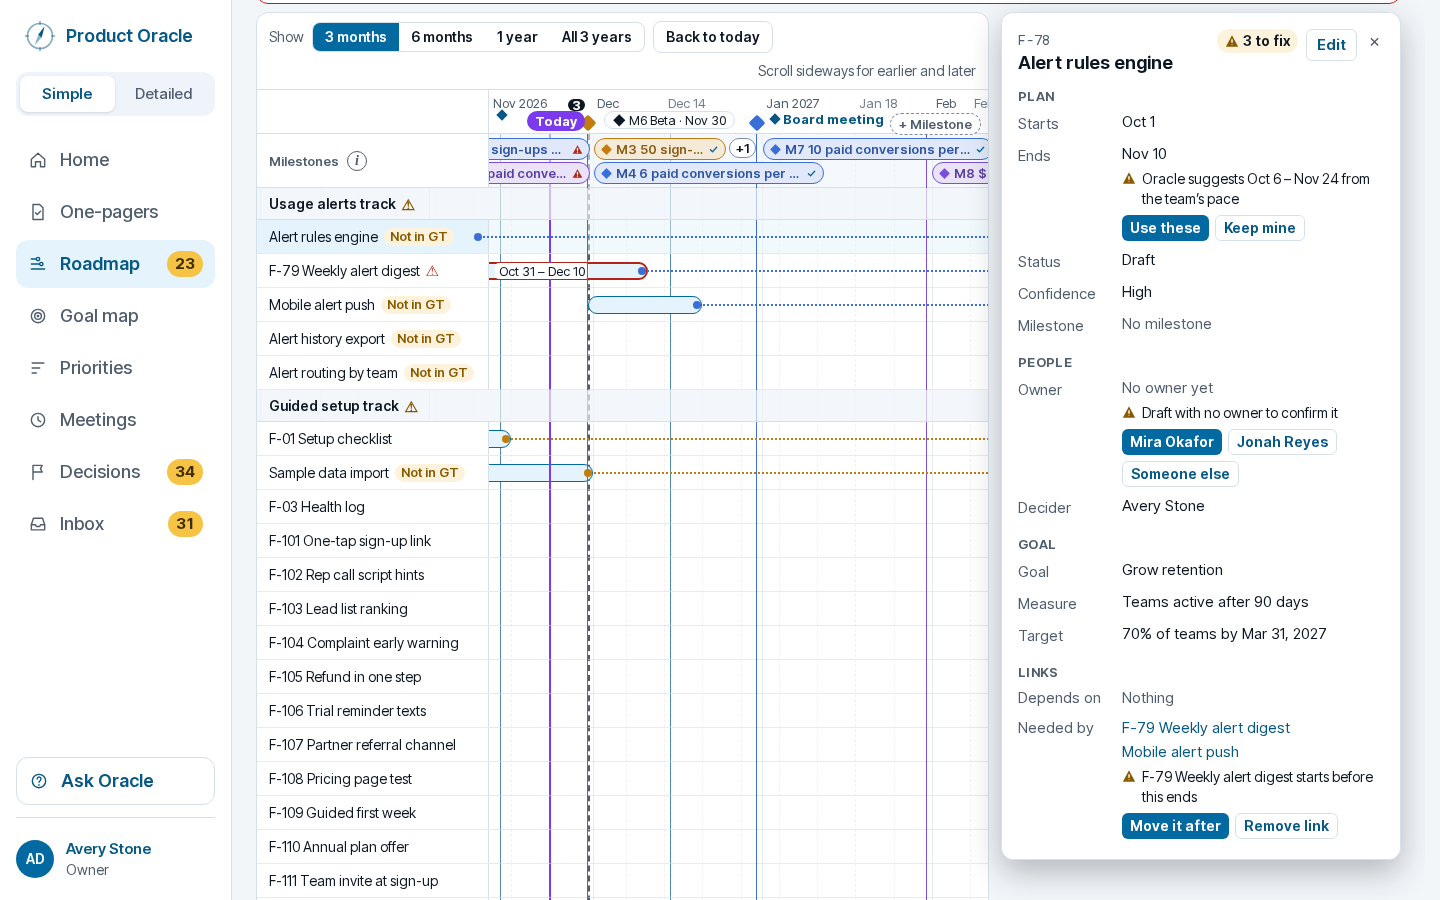 Product Oracle
Simple
Detailed
Home
One-pagers
Roadmap
23
Goal map
Priorities
Meetings
Decisions
34
Inbox
31
Ask Oracle
AD
Avery Stone
Owner
Show
3 months
6 months
1 year
All 3 years
Back to today
Scroll sideways for earlier and later
Nov 2026
3
Dec
Dec 14
Jan 2027
Jan 18
Feb
Today
M6 Beta · Nov 30
Board meeting
+ Milestone
Milestones
i
sign-ups ...
M3 50 sign-...
+1
M7 10 paid conversions per...
paid conve...
M4 6 paid conversions per ...
M8 $
Usage alerts track
Alert rules engine
Not in GT
F-79 Weekly alert digest
Oct 31 – Dec 10
Mobile alert push
Not in GT
Alert history export
Not in GT
Alert routing by team
Not in GT
Guided setup track
F-01 Setup checklist
Sample data import
Not in GT
F-03 Health log
F-101 One-tap sign-up link
F-102 Rep call script hints
F-103 Lead list ranking
F-104 Complaint early warning
F-105 Refund in one step
F-106 Trial reminder texts
F-107 Partner referral channel
F-108 Pricing page test
F-109 Guided first week
F-110 Annual plan offer
F-111 Team invite at sign-up
F-78
3 to fix
Edit
×
Alert rules engine
PLAN
Starts
Oct 1
Ends
Nov 10
Oracle suggests Oct 6 – Nov 24 from
the team's pace
Use these
Keep mine
Status
Draft
Confidence
High
Milestone
No milestone
PEOPLE
Owner
No owner yet
Draft with no owner to confirm it
Mira Okafor
Jonah Reyes
Someone else
Decider
Avery Stone
GOAL
Goal
Grow retention
Measure
Teams active after 90 days
Target
70% of teams by Mar 31, 2027
LINKS
Depends on
Nothing
Needed by
F-79 Weekly alert digest
Mobile alert push
F-79 Weekly alert digest starts before
this ends
Move it after
Remove link